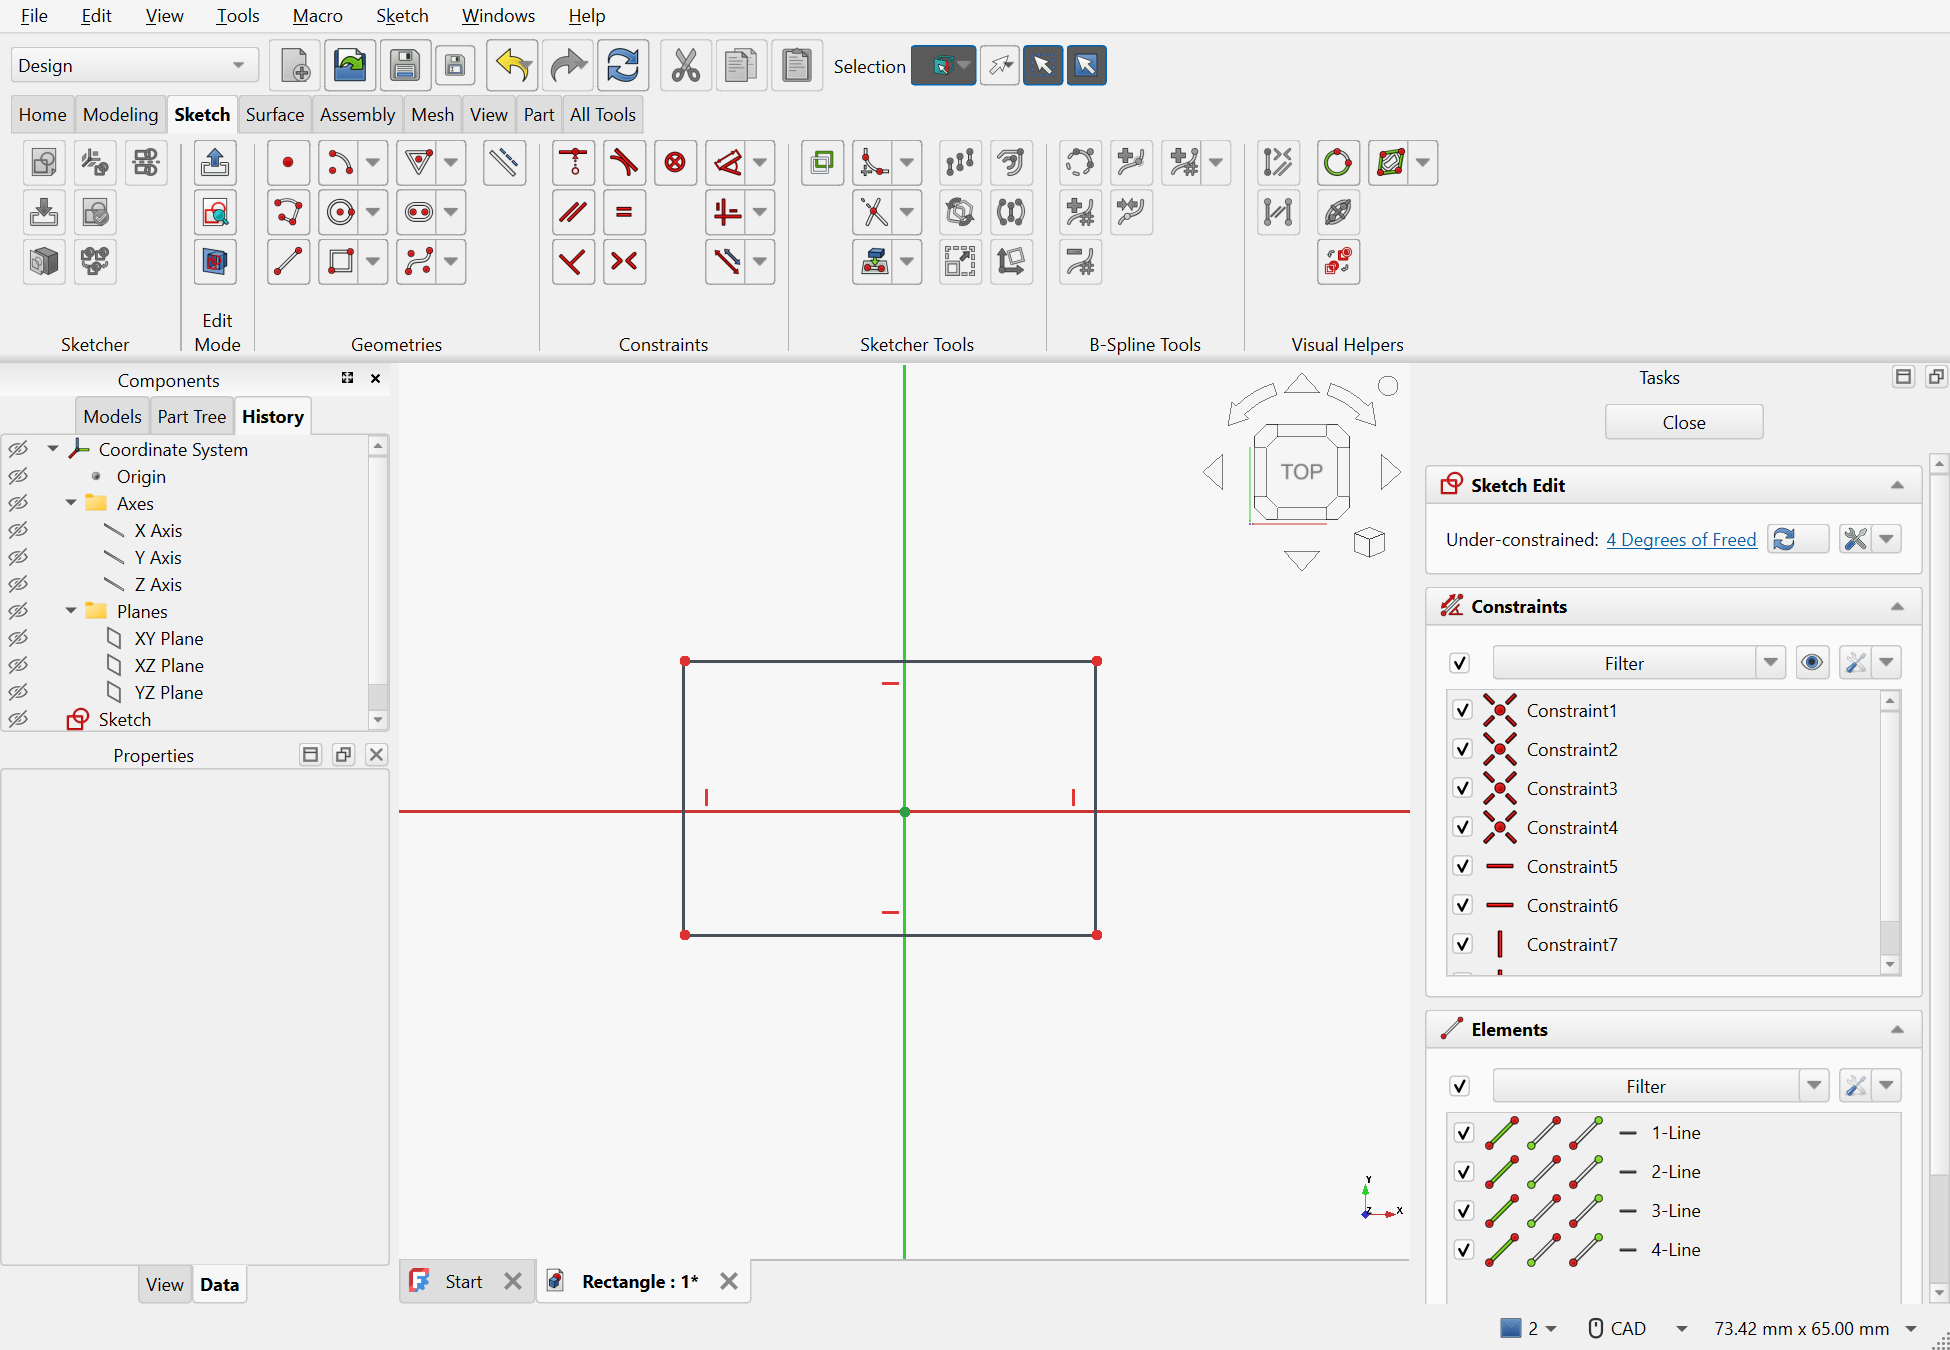 File Edit View Tools Macro Sketch Windows Help
Design Selection
Home Modeling Sketch Surface Assembly Mesh View Part All Tools
Sketcher
Edit
Mode
Geometries
Constraints
Sketcher Tools
B-Spline Tools
Visual Helpers
Components
Models Part Tree History
Coordinate System
Origin
Axes
X Axis
Y Axis
Z Axis
Planes
XY Plane
XZ Plane
YZ Plane
Sketch
Properties
View Data
TOP
Y
Z
X
Start
Rectangle : 1*
Tasks
Close
Sketch Edit
Under-constrained: 4 Degrees of Freed
Constraints
Filter
Constraint1
Constraint2
Constraint3
Constraint4
Constraint5
Constraint6
Constraint7
Elements
Filter
1-Line
2-Line
3-Line
4-Line
2 CAD 73.42 mm x 65.00 mm